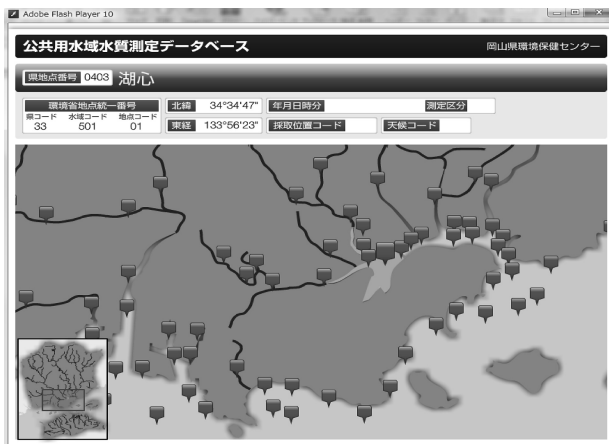 Adobe Flash Player 10
公共用水域水質測定データベース
岡山県環境保健センター
県地点番号 0403 湖心
環境省地点統一番号
県コード 水域コード 地点コード
33 501 01
北緯 34°34'47"
東経 133°56'23"
年月日時分 測定区分
採取位置コード 天候コード